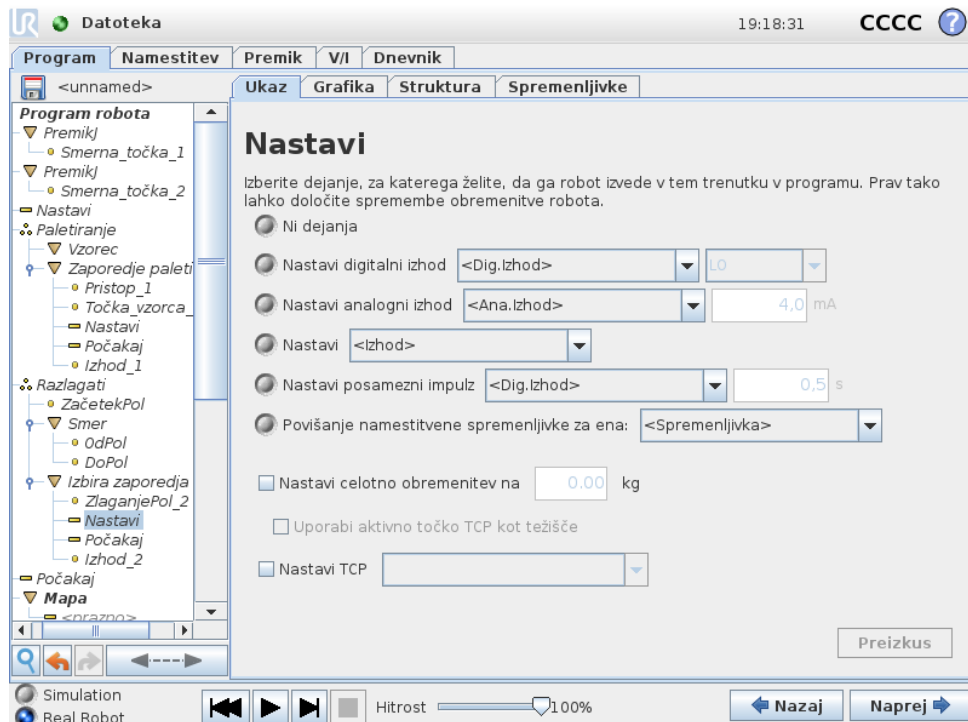 UR Datoteka 19:18:31 CCCC ?
Program Namestitev Premik V/I Dnevnik
<unnamed>
Ukaz Grafika Struktura Spremenljivke
Program robota
PremikJ
Smerna_točka_1
PremikJ
Smerna_točka_2
Nastavi
Paletiranje
Vzorec
Zaporedje paleti
Pristop_1
Točka_vzorca_
Nastavi
Počakaj
Izhod_1
Razlagati
ZačetekPol
Smer
OdPol
DoPol
Izbira zaporedja
ZlaganjePol_2
Nastavi
Počakaj
Izhod_2
Počakaj
Mapa
<prazno>
Nastavi
Izberite dejanje, za katerega želite, da ga robot izvede v tem trenutku v programu. Prav tako
lahko določite spremembe obremenitve robota.
Ni dejanja
Nastavi digitalni izhod <Dig.Izhod> LO
Nastavi analogni izhod <Ana.Izhod> 4,0 mA
Nastavi <Izhod>
Nastavi posamezni impulz <Dig.Izhod> 0,5 s
Povišanje namestitvene spremenljivke za ena: <Spremenljivka>
Nastavi celotno obremenitev na 0.00 kg
Uporabi aktivno točko TCP kot težišče
Nastavi TCP
Preizkus
Simulation
Real Robot
Hitrost 100%
Nazaj Naprej